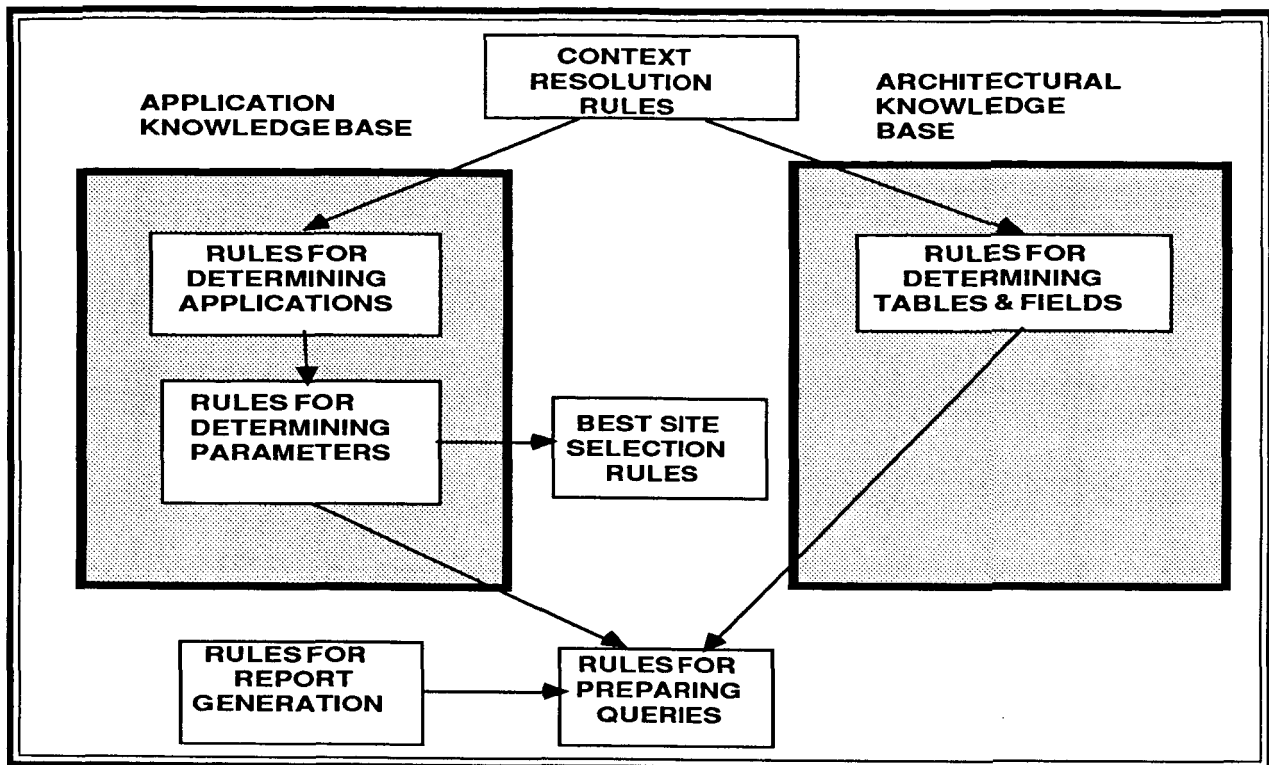 CONTEXT
RESOLUTION
RULES
APPLICATION
KNOWLEDGE BASE
ARCHITECTURAL
KNOWLEDGE
BASE
RULES FOR
DETERMINING
APPLICATIONS
RULES FOR
DETERMINING
TABLES & FIELDS
RULES FOR
DETERMINING
PARAMETERS
BEST SITE
SELECTION
RULES
RULES FOR
REPORT
GENERATION
RULES FOR
PREPARING
QUERIES